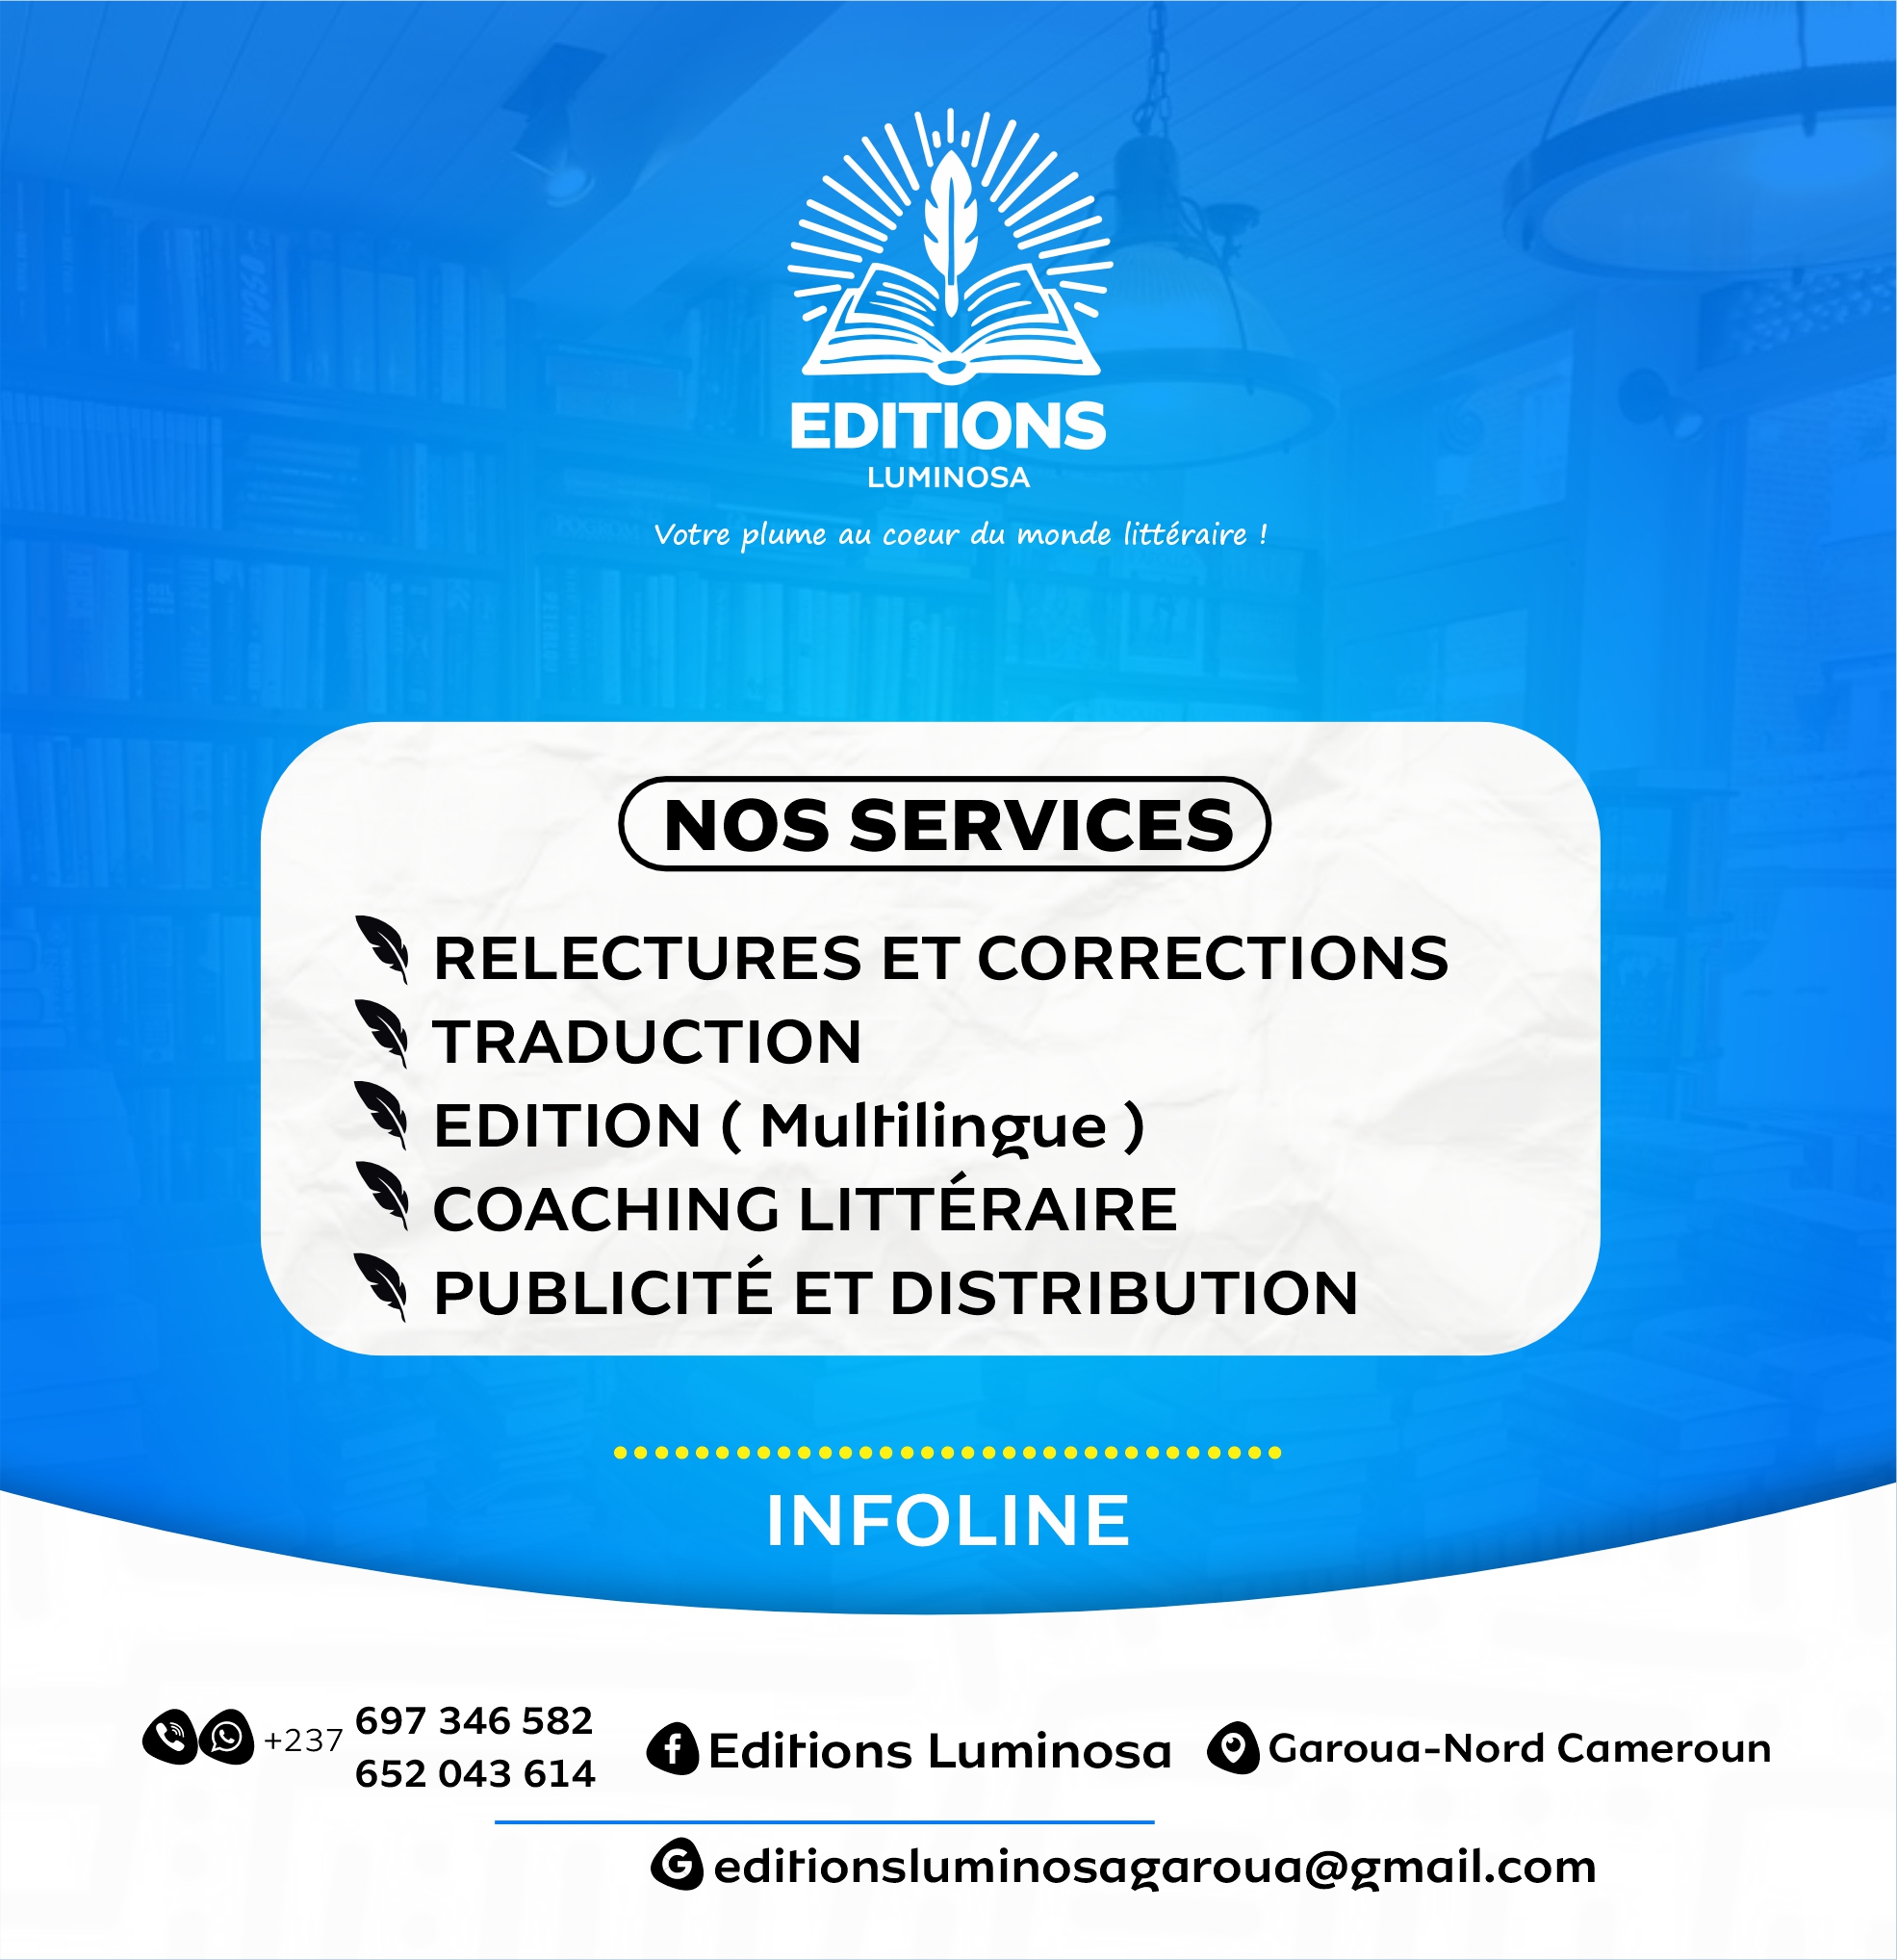 EDITIONS
LUMINOSA
Votre plume au coeur du monde littéraire !
NOS SERVICES
RELECTURES ET CORRECTIONS
TRADUCTION
EDITION ( Multilingue )
COACHING LITTÉRAIRE
PUBLICITÉ ET DISTRIBUTION
INFOLINE
+237 697 346 582
652 043 614
Editions Luminosa
Garoua-Nord Cameroun
editionsluminosagaroua@gmail.com